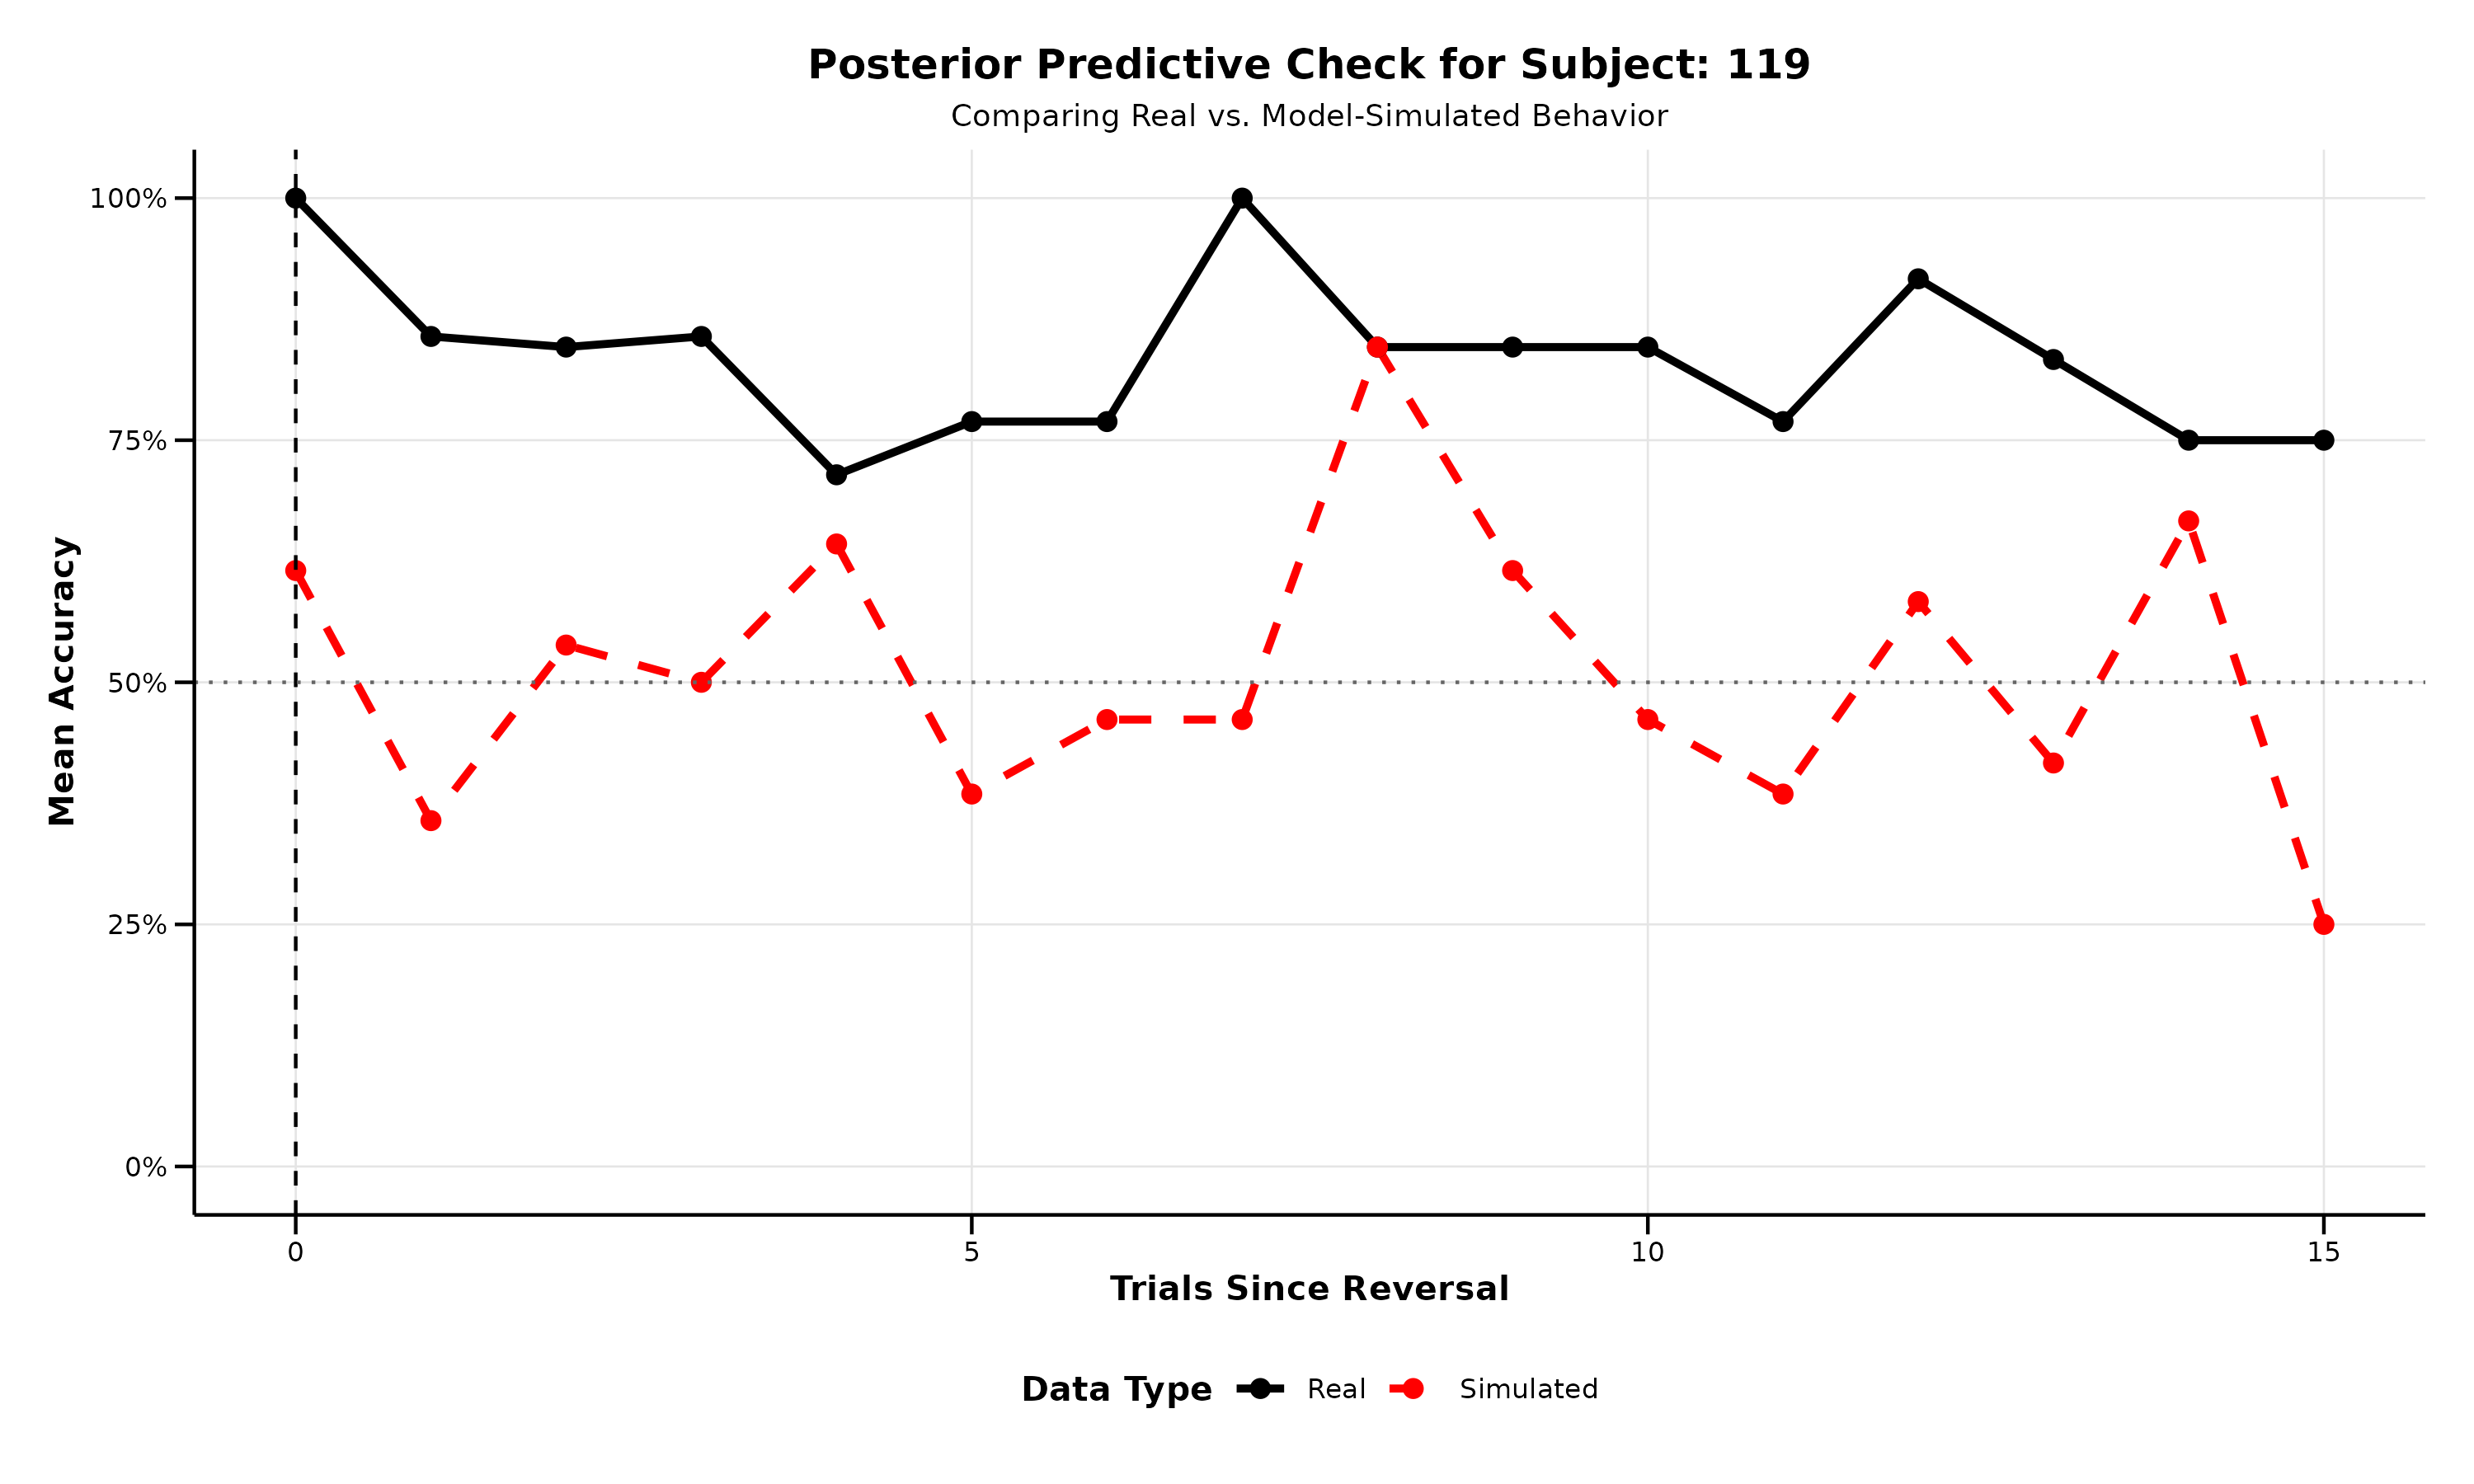 Posterior Predictive Check for Subject: 119
Comparing Real vs. Model-Simulated Behavior
Mean Accuracy
100%
75%
50%
25%
0%
0 5 10 15
Trials Since Reversal
Data Type Real Simulated